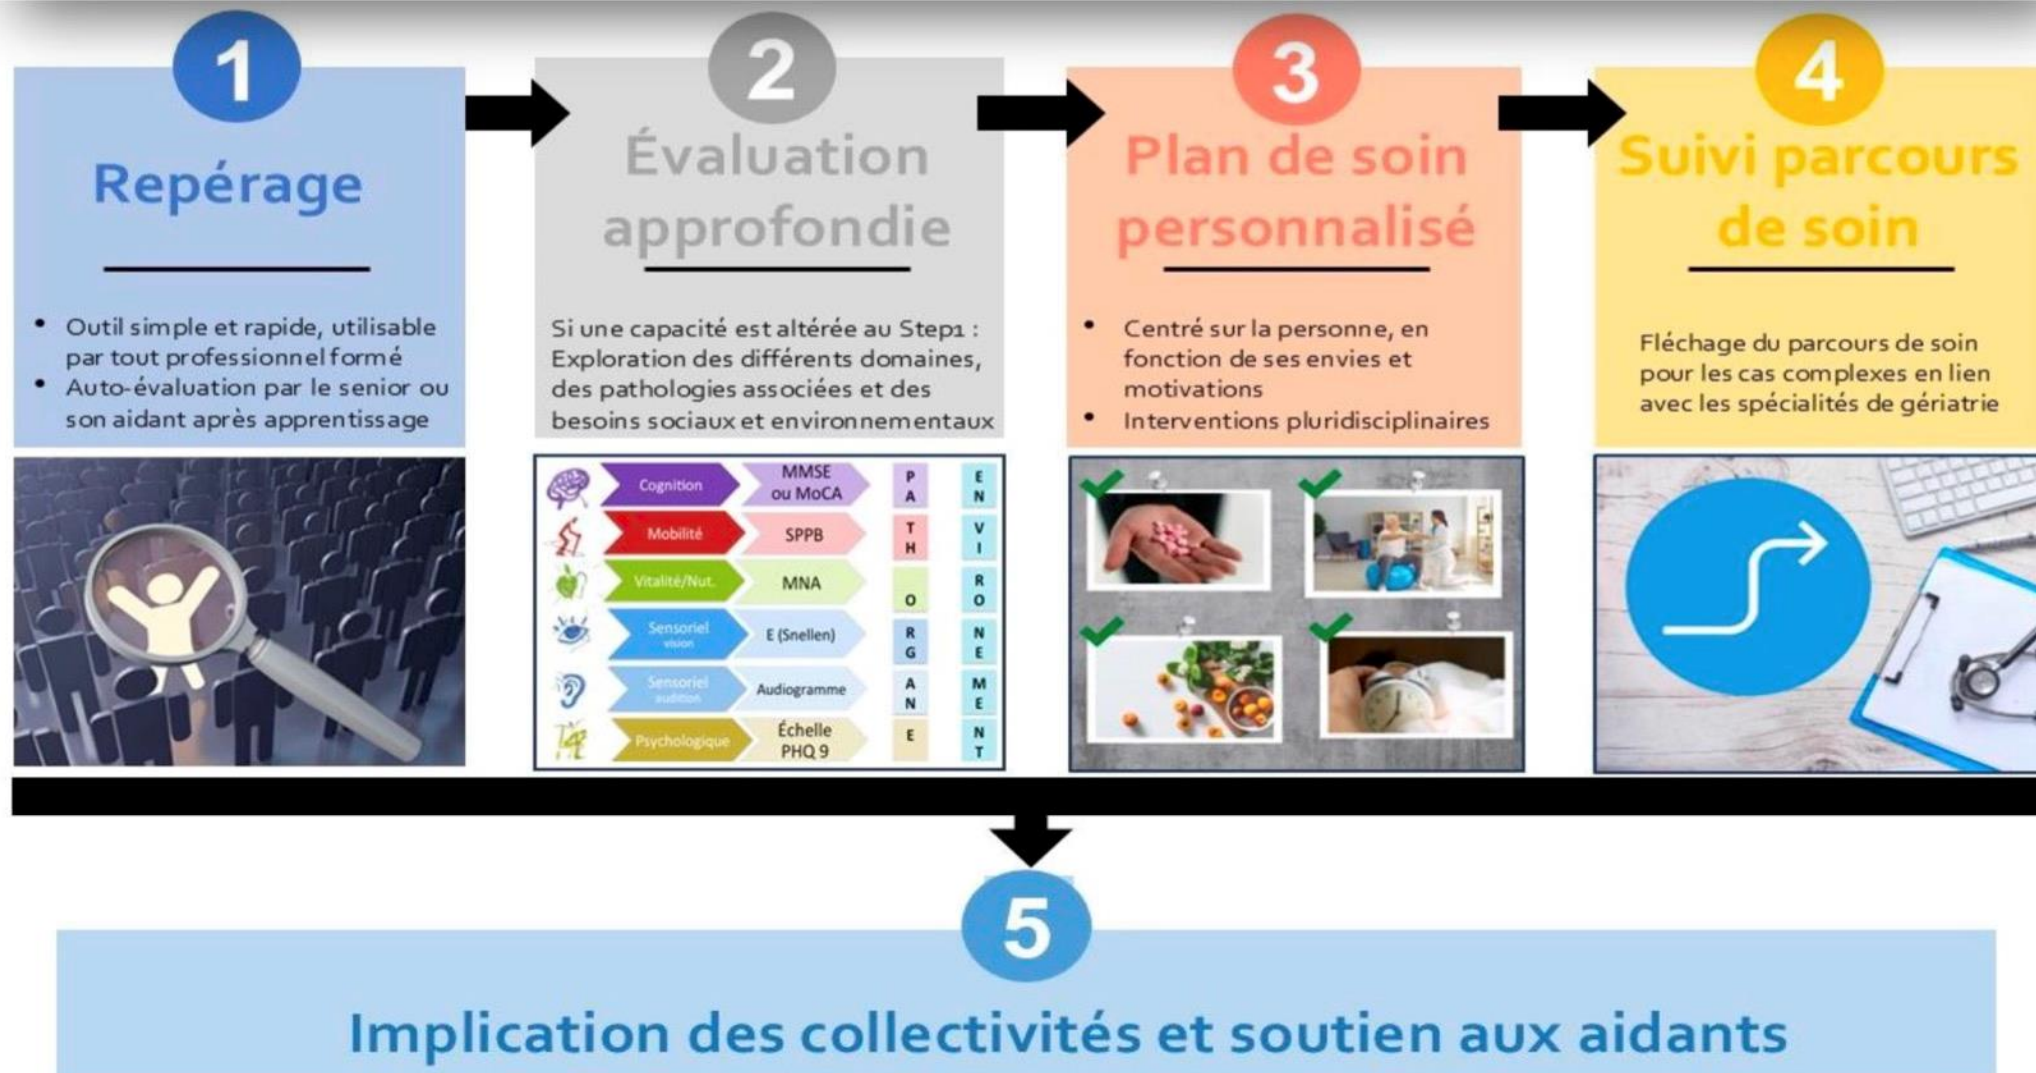 1
Repérage
• Outil simple et rapide, utilisable
par tout professionnel formé
• Auto-évaluation par le senior ou
son aidant après apprentissage
2
Évaluation
approfondie
Si une capacité est altérée au Step1 :
Exploration des différents domaines,
des pathologies associées et des
besoins sociaux et environnementaux
Cognition
MMSE
ou MoCA
Mobilité
SPPB
Vitalité/Nut.
MNA
Sensoriel
vision
E (Snellen)
Sensoriel
audition
Audiogramme
Psychologique
Échelle
PHQ 9
P
A
T
H
O
R
G
A
N
E
E
N
V
I
R
O
N
E
M
E
N
T
3
Plan de soin
personnalisé
• Centré sur la personne, en
fonction de ses envies et
motivations
• Interventions pluridisciplinaires
4
Suivi parcours
de soin
Fléchage du parcours de soin
pour les cas complexes en lien
avec les spécialités de gériatrie
5
Implication des collectivités et soutien aux aidants